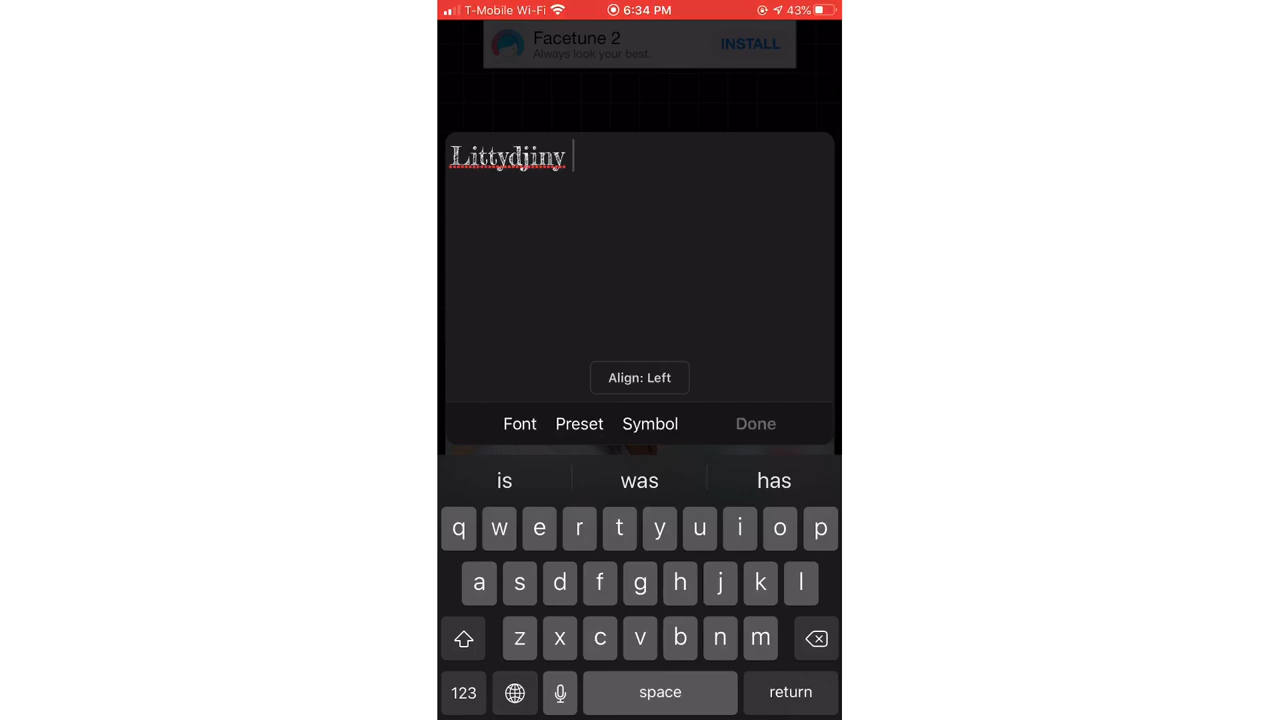 T-Mobile Wi-Fi 6:34 PM 43%
Facetune 2
Always look your best.
INSTALL
Littydjiny
Align: Left
Font Preset Symbol Done
is was has
q w e r t y u i o p
a s d f g h j k l
z x c v b n m
123 space return